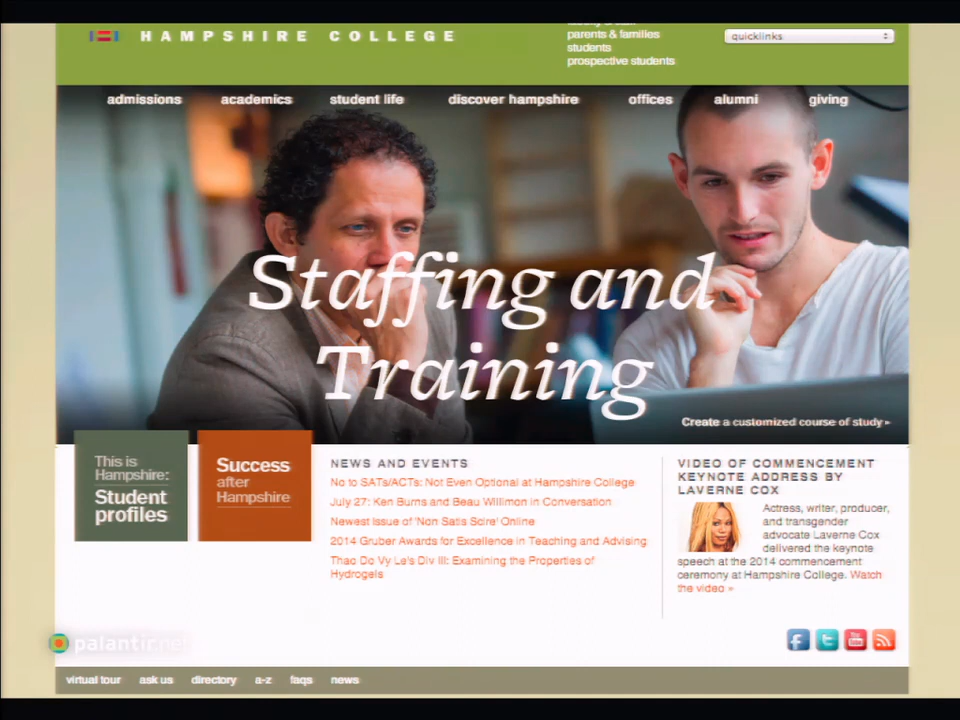 HAMPSHIRE COLLEGE
parents & families
students
prospective students
quicklinks
admissions academics student life discover hampshire offices alumni giving
Staffing and
Training
Create a customized course of study »
This is
Hampshire:
Student
profiles
Success
after
Hampshire
NEWS AND EVENTS
No to SATs/ACTs: Not Even Optional at Hampshire College
July 27: Ken Burns and Beau Willimon in Conversation
Newest Issue of 'Non Satis Scire' Online
2014 Gruber Awards for Excellence in Teaching and Advising
Thao Do Vy Le's Div III: Examining the Properties of
Hydrogels
VIDEO OF COMMENCEMENT
KEYNOTE ADDRESS BY
LAVERNE COX
Actress, writer, producer,
and transgender
advocate Laverne Cox
delivered the keynote
speech at the 2014 commencement
ceremony at Hampshire College. Watch
the video »
palantir.net
virtual tour ask us directory a-z faqs news